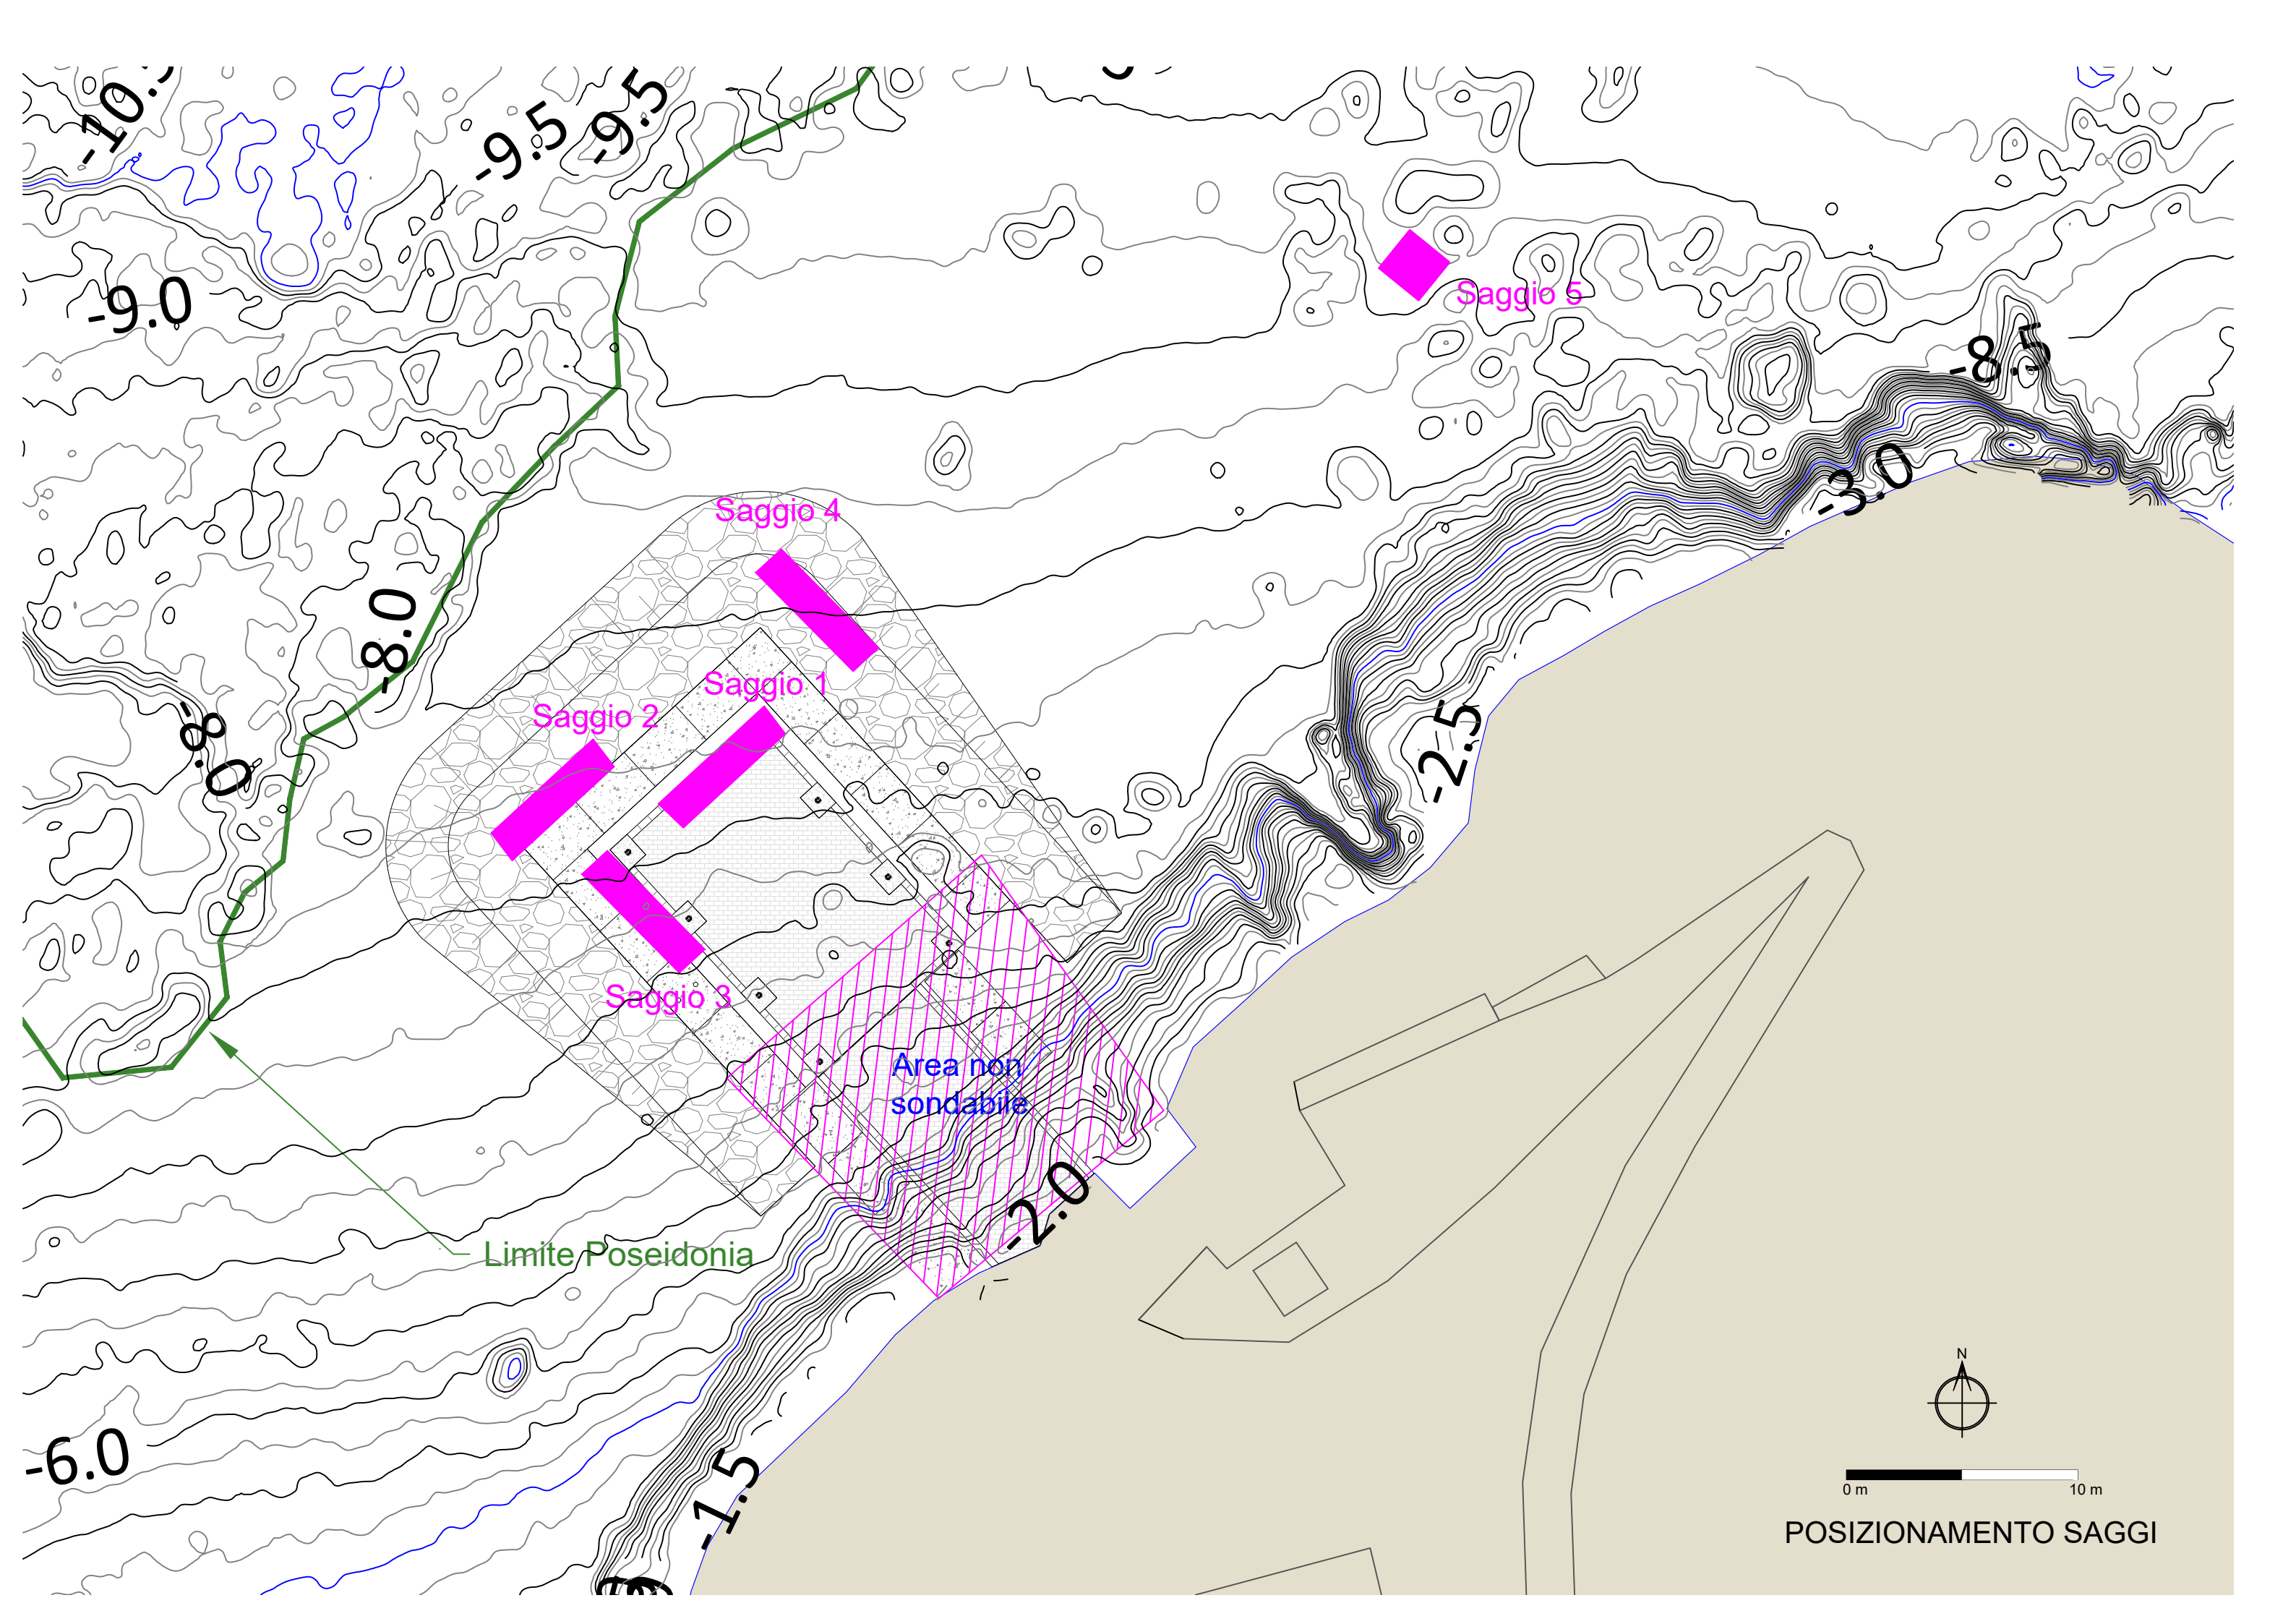 -10.
-9.5
-9.5
-9.0
Saggio 5
-8.5
-3.0
Saggio 4
-8.0
Saggio 1
Saggio 2
-8.0
-2.5
Saggio 3
Area non
sondabile
-2.0
Limite Poseidonia
N
-6.0
-1.5
0 m
10 m
POSIZIONAMENTO SAGGI